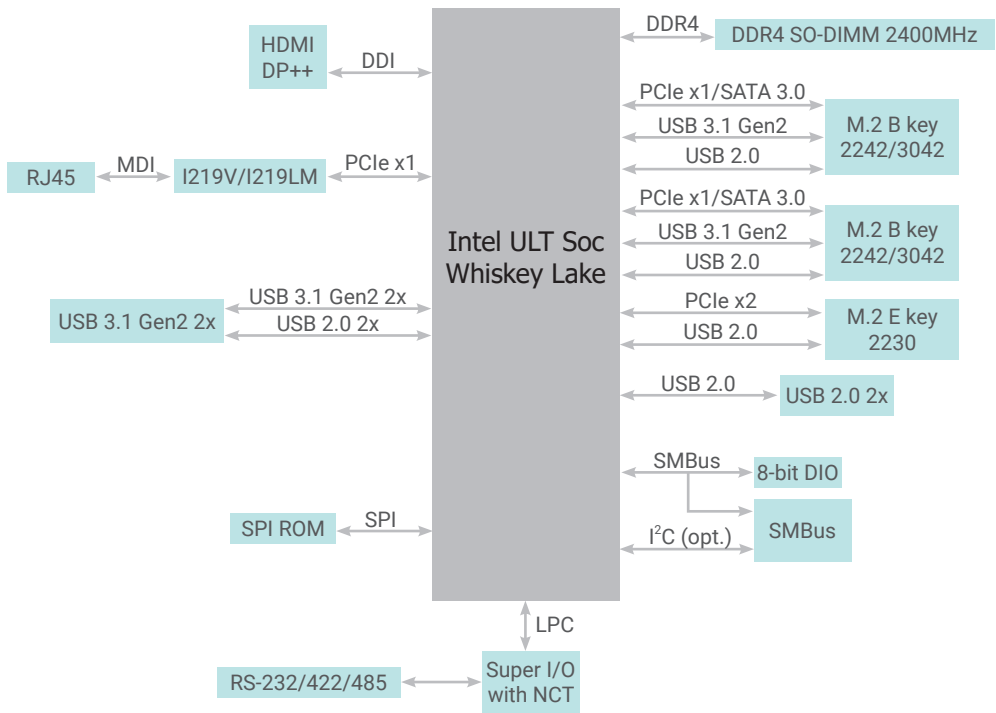 HDMI
DP++
DDI
RJ45
MDI
I219V/I219LM
PCIe x1
USB 3.1 Gen2 2x
USB 3.1 Gen2 2x
USB 2.0 2x
SPI ROM
SPI
Intel ULT Soc
Whiskey Lake
DDR4
DDR4 SO-DIMM 2400MHz
PCIe x1/SATA 3.0
USB 3.1 Gen2
USB 2.0
M.2 B key
2242/3042
PCIe x1/SATA 3.0
USB 3.1 Gen2
USB 2.0
M.2 B key
2242/3042
PCIe x2
USB 2.0
M.2 E key
2230
USB 2.0
USB 2.0 2x
SMBus
8-bit DIO
I²C (opt.)
SMBus
LPC
RS-232/422/485
Super I/O
with NCT